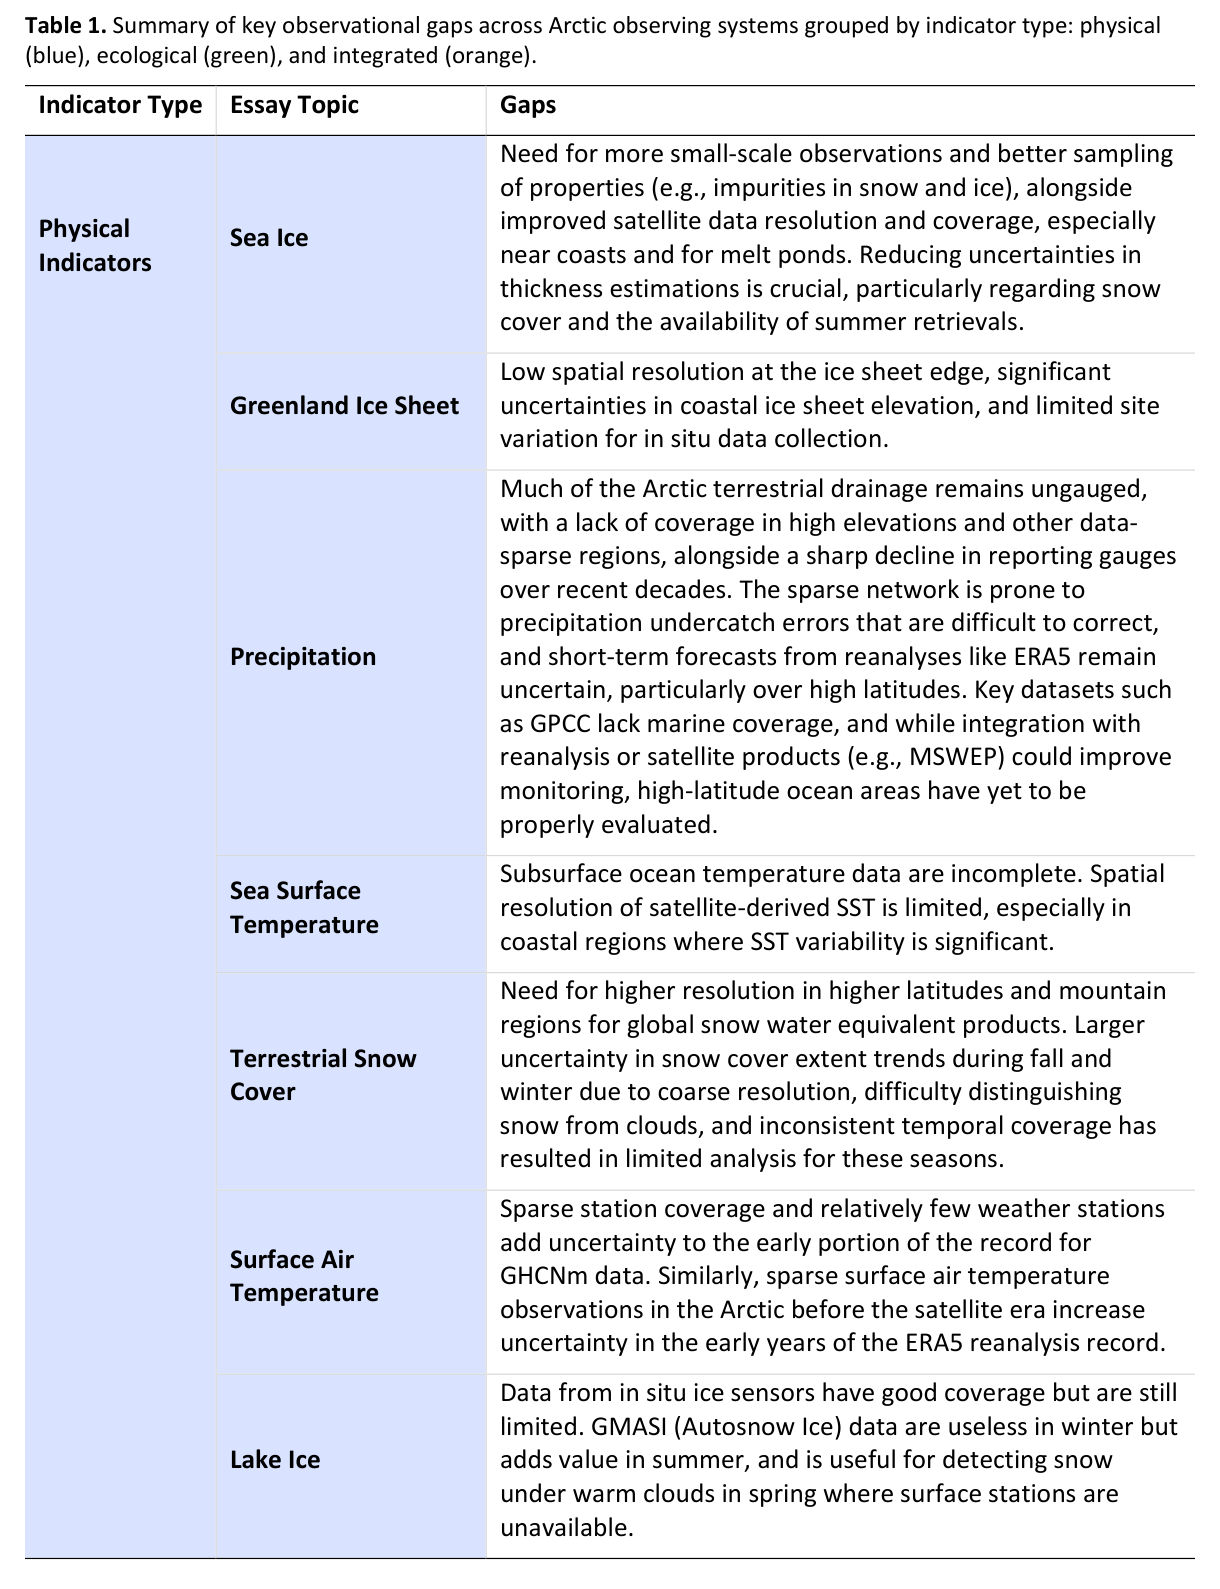 Table 1. Summary of key observational gaps across Arctic observing systems grouped by indicator type: physical
(blue), ecological (green), and integrated (orange).
Indicator Type Essay Topic Gaps
Physical
Indicators
Sea Ice
Need for more small-scale observations and better sampling
of properties (e.g., impurities in snow and ice), alongside
improved satellite data resolution and coverage, especially
near coasts and for melt ponds. Reducing uncertainties in
thickness estimations is crucial, particularly regarding snow
cover and the availability of summer retrievals.
Greenland Ice Sheet
Low spatial resolution at the ice sheet edge, significant
uncertainties in coastal ice sheet elevation, and limited site
variation for in situ data collection.
Precipitation
Much of the Arctic terrestrial drainage remains ungauged,
with a lack of coverage in high elevations and other data-
sparse regions, alongside a sharp decline in reporting gauges
over recent decades. The sparse network is prone to
precipitation undercatch errors that are difficult to correct,
and short-term forecasts from reanalyses like ERA5 remain
uncertain, particularly over high latitudes. Key datasets such
as GPCC lack marine coverage, and while integration with
reanalysis or satellite products (e.g., MSWEP) could improve
monitoring, high-latitude ocean areas have yet to be
properly evaluated.
Sea Surface
Temperature
Subsurface ocean temperature data are incomplete. Spatial
resolution of satellite-derived SST is limited, especially in
coastal regions where SST variability is significant.
Terrestrial Snow
Cover
Need for higher resolution in higher latitudes and mountain
regions for global snow water equivalent products. Larger
uncertainty in snow cover extent trends during fall and
winter due to coarse resolution, difficulty distinguishing
snow from clouds, and inconsistent temporal coverage has
resulted in limited analysis for these seasons.
Surface Air
Temperature
Sparse station coverage and relatively few weather stations
add uncertainty to the early portion of the record for
GHCNm data. Similarly, sparse surface air temperature
observations in the Arctic before the satellite era increase
uncertainty in the early years of the ERA5 reanalysis record.
Lake Ice
Data from in situ ice sensors have good coverage but are still
limited. GMASI (Autosnow Ice) data are useless in winter but
adds value in summer, and is useful for detecting snow
under warm clouds in spring where surface stations are
unavailable.